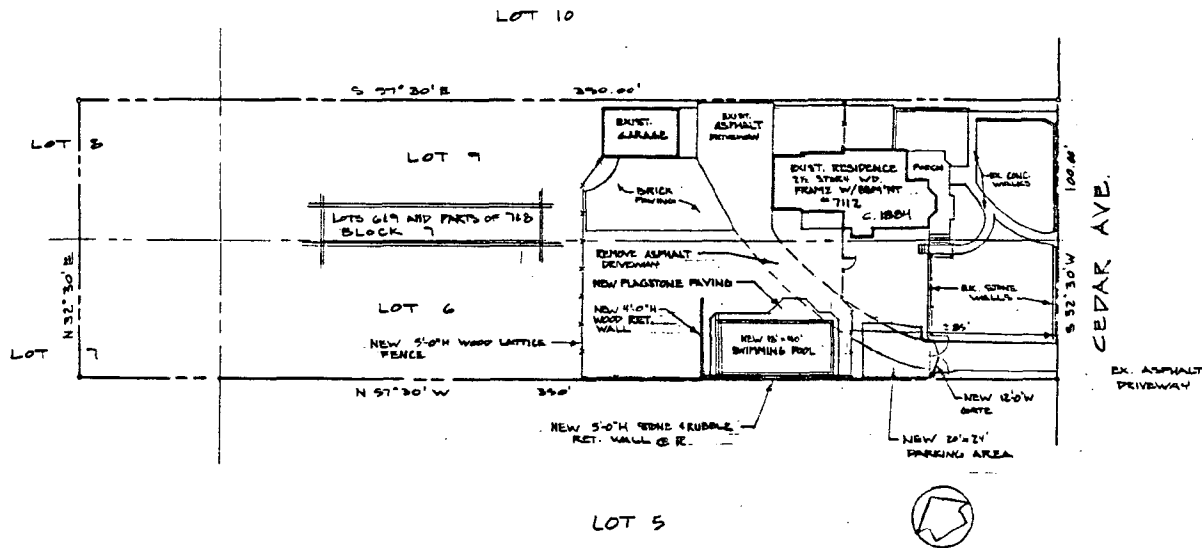 LOT 10
S 57° 30' E 350.00'
LOT 8
LOT 9
EXIST.
GARAGE
EXIST.
ASPHALT
DRIVEWAY
BRICK
PAVING
EXIST. RESIDENCE
2½ STORY WD.
FRAME W/BSM'NT
# 7112
C. 1884
PORCH
EX. CONC.
WALKS
100.00'
S 32° 30' W
CEDAR AVE.
LOTS 6 & 9 AND PARTS OF 7 & 8
BLOCK 7
N 32° 30' E
REMOVE ASPHALT
DRIVEWAY
NEW FLAGSTONE PAVING
EX. STONE
WALLS
LOT 6
NEW 4'-0"H
WOOD RET.
WALL
LOT 7
NEW 5'-0"H WOOD LATTICE
FENCE
NEW 18'x40'
SWIMMING POOL
EX. ASPHALT
DRIVEWAY
N 57° 30' W 350'
NEW 12'-0"W
GATE
NEW 5'-0"H STONE & RUBBLE
RET. WALL @
NEW 20'x24'
PARKING AREA
LOT 5